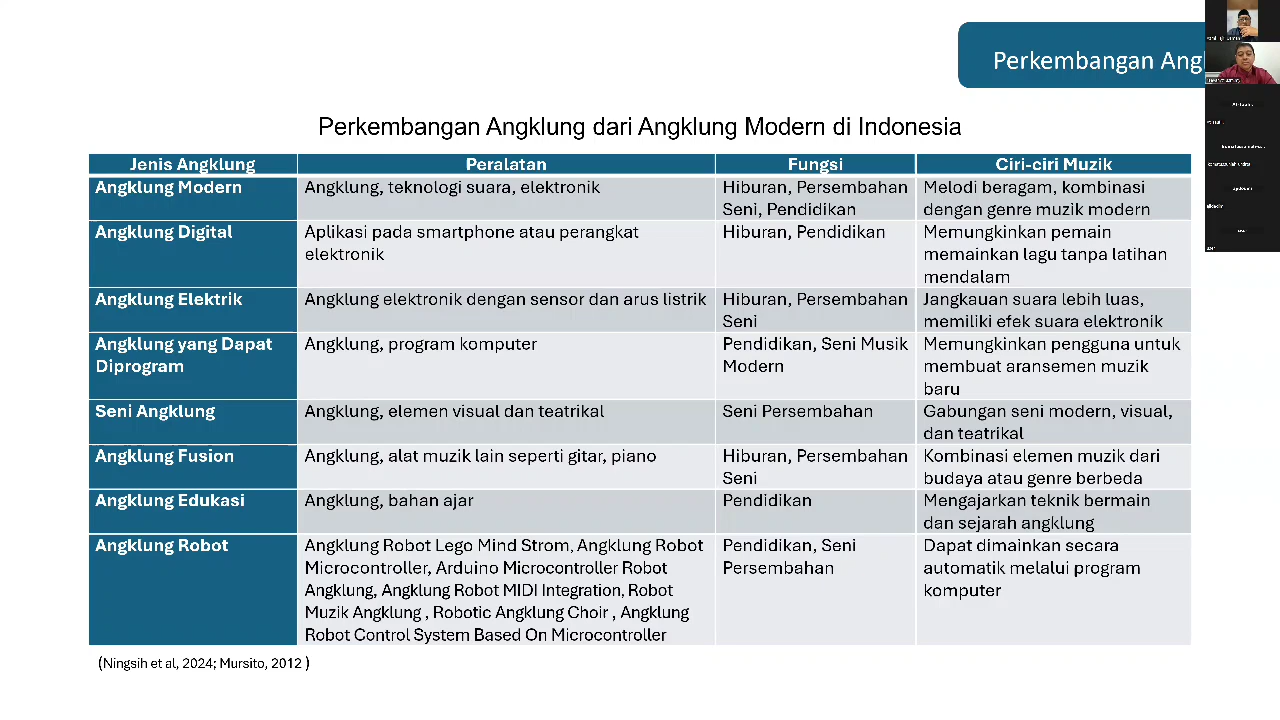 Perkembangan Ang
Perkembangan Angklung dari Angklung Modern di Indonesia
Jenis Angklung Peralatan Fungsi Ciri-ciri Muzik
Angklung Modern Angklung, teknologi suara, elektronik Hiburan, Persembahan Melodi beragam, kombinasi
Seni, Pendidikan dengan genre muzik modern
Angklung Digital Aplikasi pada smartphone atau perangkat Hiburan, Pendidikan Memungkinkan pemain
elektronik memainkan lagu tanpa latihan
mendalam
Angklung Elektrik Angklung elektronik dengan sensor dan arus listrik Hiburan, Persembahan Jangkauan suara lebih luas,
Seni memiliki efek suara elektronik
Angklung yang Dapat Angklung, program komputer Pendidikan, Seni Musik Memungkinkan pengguna untuk
Diprogram Modern membuat aransemen muzik
baru
Seni Angklung Angklung, elemen visual dan teatrikal Seni Persembahan Gabungan seni modern, visual,
dan teatrikal
Angklung Fusion Angklung, alat muzik lain seperti gitar, piano Hiburan, Persembahan Kombinasi elemen muzik dari
Seni budaya atau genre berbeda
Angklung Edukasi Angklung, bahan ajar Pendidikan Mengajarkan teknik bermain
dan sejarah angklung
Angklung Robot Angklung Robot Lego Mind Strom, Angklung Robot Pendidikan, Seni Dapat dimainkan secara
Microcontroller, Arduino Microcontroller Robot Persembahan automatik melalui program
Angklung, Angklung Robot MIDI Integration, Robot komputer
Muzik Angklung , Robotic Angklung Choir , Angklung
Robot Control System Based On Microcontroller
(Ningsih et al, 2024; Mursito, 2012 )